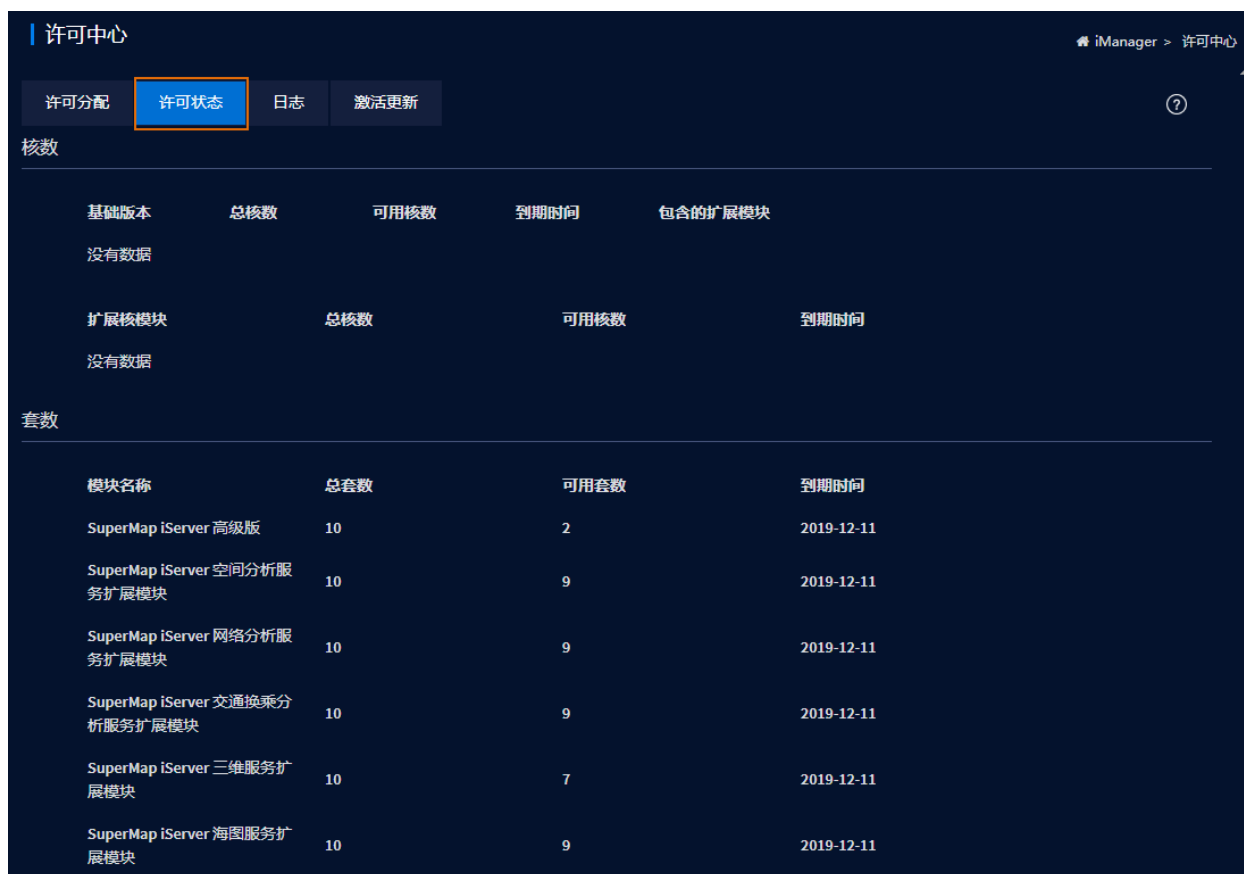 许可中心
iManager > 许可中心
许可分配 许可状态 日志 激活更新
核数
基础版本 总核数 可用核数 到期时间 包含的扩展模块
没有数据
扩展核模块 总核数 可用核数 到期时间
没有数据
套数
模块名称 总套数 可用套数 到期时间
SuperMap iServer 高级版 10 2 2019-12-11
SuperMap iServer 空间分析服
务扩展模块 10 9 2019-12-11
SuperMap iServer 网络分析服
务扩展模块 10 9 2019-12-11
SuperMap iServer 交通换乘分
析服务扩展模块 10 9 2019-12-11
SuperMap iServer 三维服务扩
展模块 10 7 2019-12-11
SuperMap iServer 海图服务扩
展模块 10 9 2019-12-11